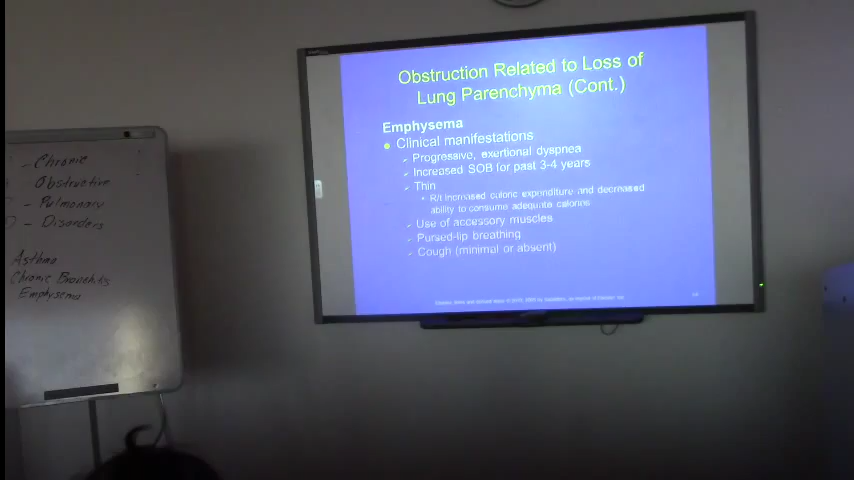 - Chronic
Obstructive
- Pulmonary
D - Disorders
Asthma
Chronic Bronchitis
Emphysema
Obstruction Related to Loss of
Lung Parenchyma (Cont.)
Emphysema
Clinical manifestations
Progressive, exertional dyspnea
Increased SOB for past 3-4 years
Thin
R/t increased caloric expenditure and decreased
ability to consume adequate calories
Use of accessory muscles
Pursed-lip breathing
Cough (minimal or absent)